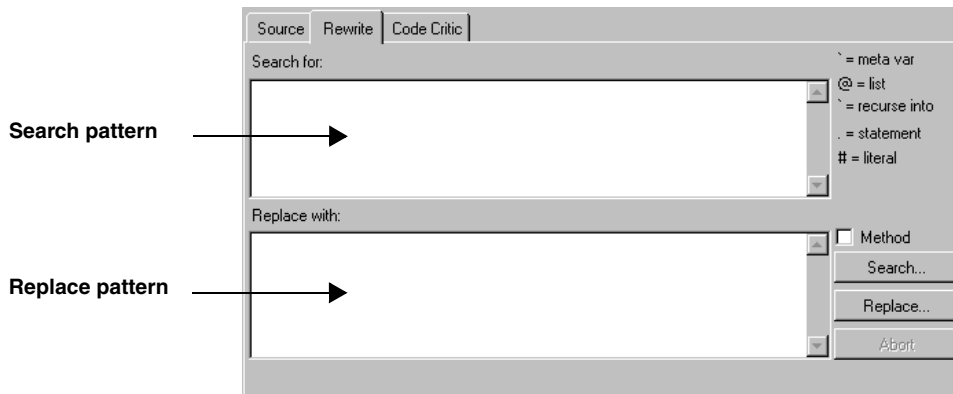 Source Rewrite Code Critic
Search for:
` = meta var
@ = list
` = recurse into
. = statement
# = literal
Search pattern
Replace with:
Method
Search...
Replace pattern
Replace...
Abort